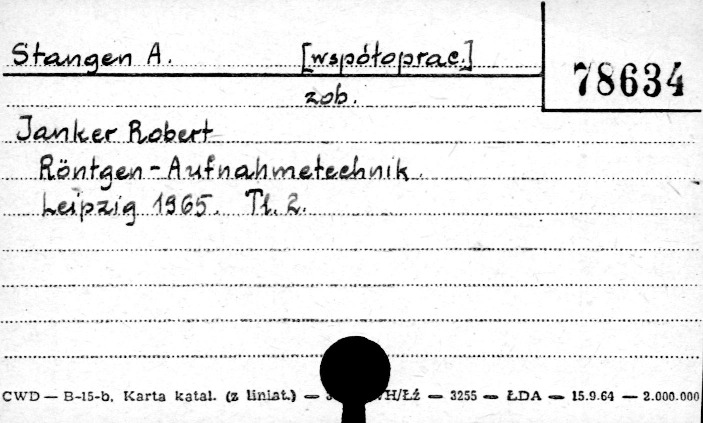 Stangen A. [współoprac.]
78634
zob.
Janker Robert
Röntgen-Aufnahmetechnik.
Leipzig 1965. Tl. 2.
CWD — B-15-b, Karta katal. (z liniat.) — H/Łź — 3255 — ŁDA — 15.9.64 — 2.000.000